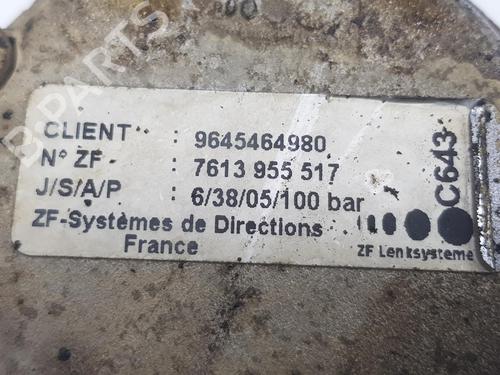 CLIENT : 9645464980
N° ZF : 7613 955 517
J/S/A/P : 6/38/05/100 bar
ZF-Systèmes de Directions
France
ZF Lenksysteme
C643